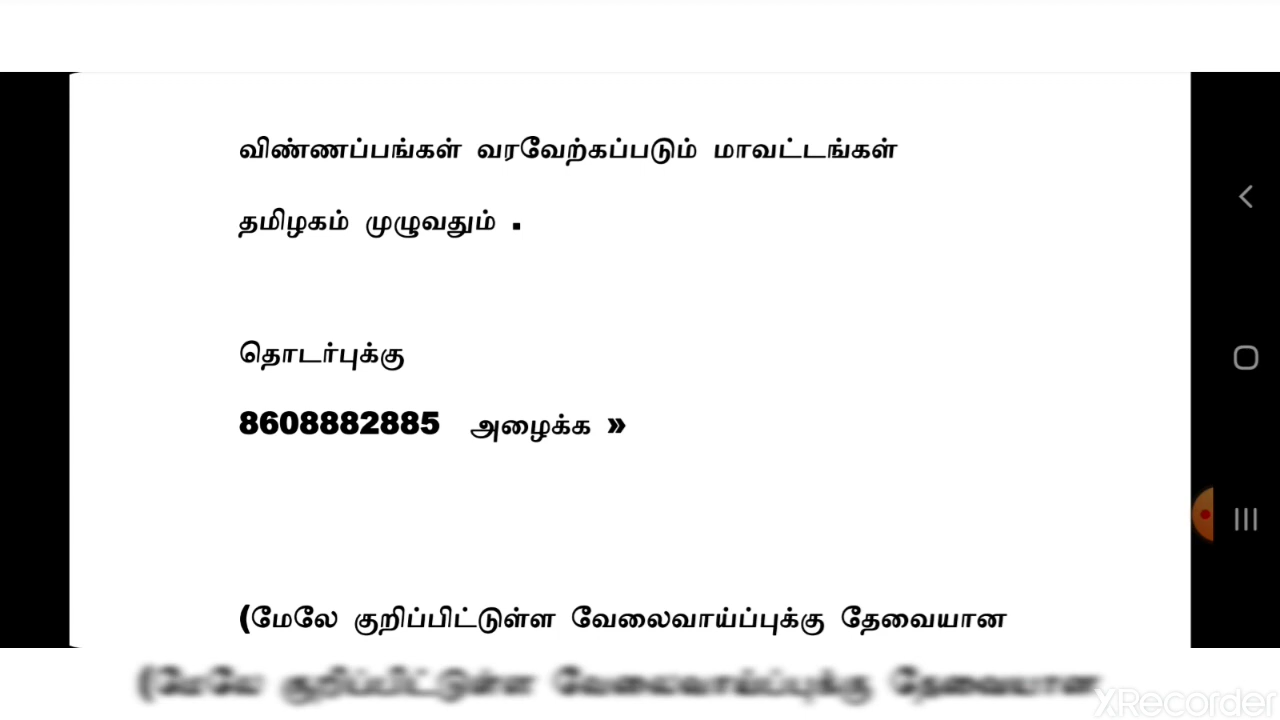 விண்ணப்பங்கள் வரவேற்கப்படும் மாவட்டங்கள்
தமிழகம் முழுவதும் .
தொடர்புக்கு
8608882885 அழைக்க »
(மேலே குறிப்பிட்டுள்ள வேலைவாய்ப்புக்கு தேவையான
(மேலே குறிப்பிட்டுள்ள வேலைவாய்ப்புக்கு தேவையான
XRecorder